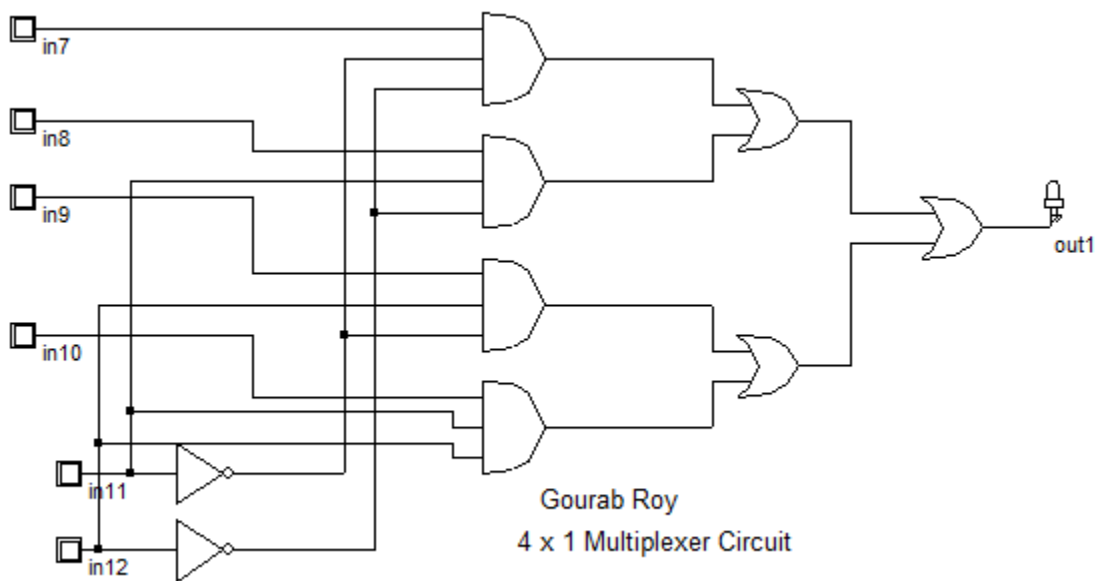 in7
in8
in9
in10
in11
in12
out1
Gourab Roy
4 x 1 Multiplexer Circuit